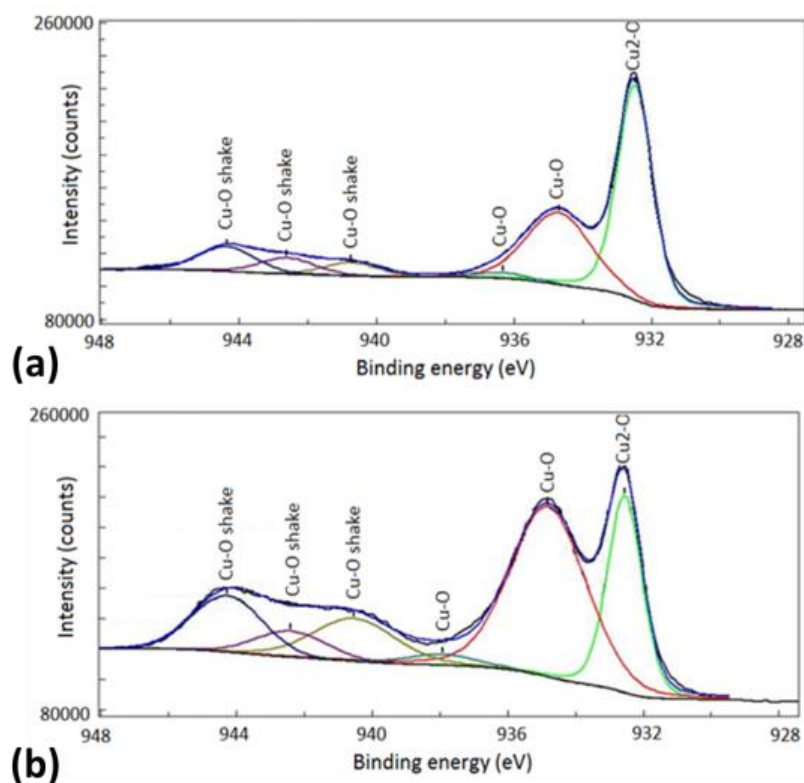 260000
Intensity (counts)
80000
Cu-O shake
Cu-O shake
Cu-O shake
Cu-O
Cu-O
Cu2-O
948 944 940 936 932 928
Binding energy (eV)
(a)
260000
Intensity (counts)
80000
Cu-O shake
Cu-O shake
Cu-O shake
Cu-O
Cu-O
Cu2-O
948 944 940 936 932 928
Binding energy (eV)
(b)